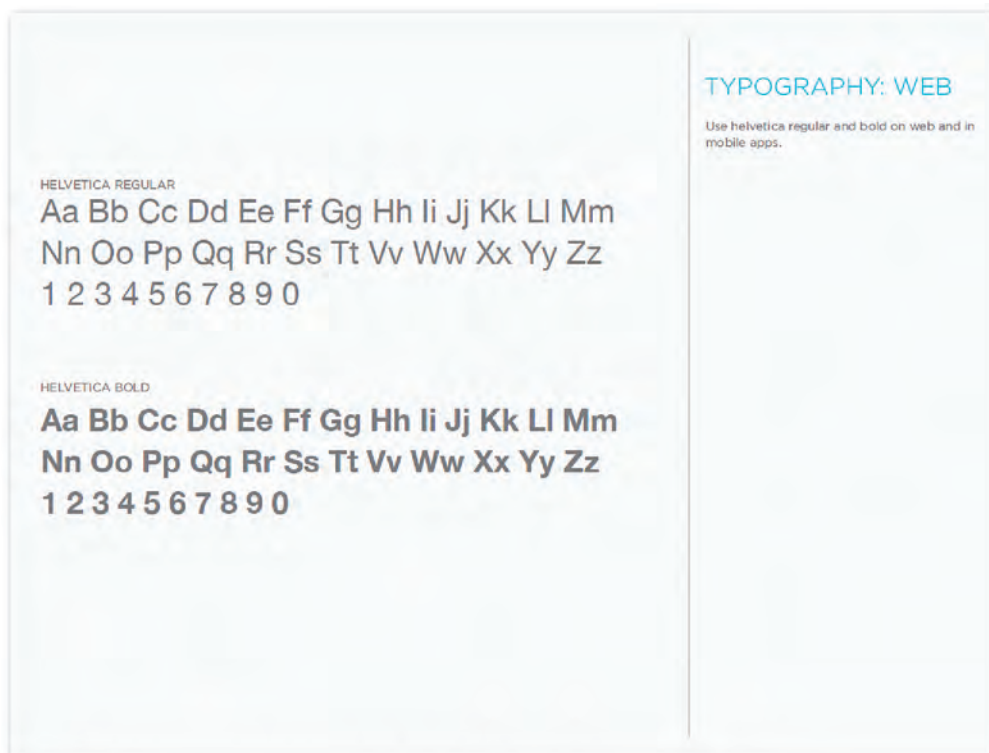 TYPOGRAPHY: WEB
Use helvetica regular and bold on web and in
mobile apps.
HELVETICA REGULAR
Aa Bb Cc Dd Ee Ff Gg Hh Ii Jj Kk Ll Mm
Nn Oo Pp Qq Rr Ss Tt Vv Ww Xx Yy Zz
1 2 3 4 5 6 7 8 9 0
HELVETICA BOLD
Aa Bb Cc Dd Ee Ff Gg Hh Ii Jj Kk Ll Mm
Nn Oo Pp Qq Rr Ss Tt Vv Ww Xx Yy Zz
1 2 3 4 5 6 7 8 9 0